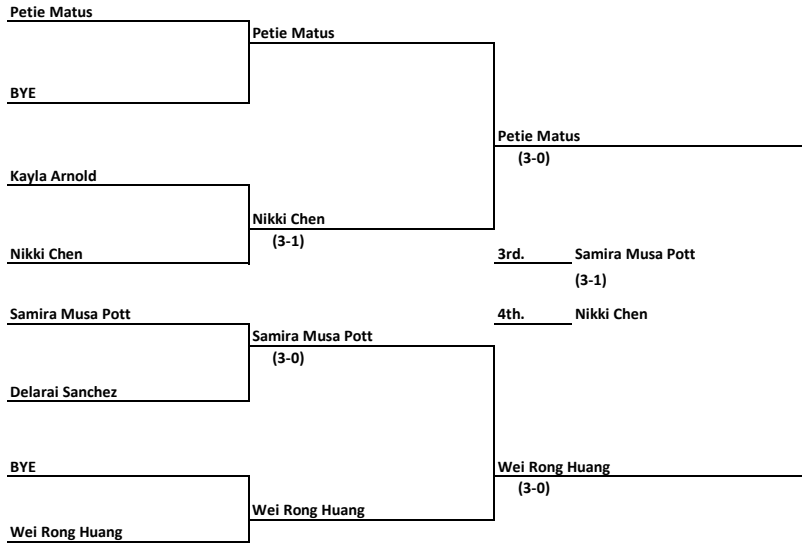 Petie Matus
Petie Matus
BYE
Petie Matus
(3-0)
Kayla Arnold
Nikki Chen
(3-1)
Nikki Chen
3rd. Samira Musa Pott
(3-1)
Samira Musa Pott
4th. Nikki Chen
Samira Musa Pott
(3-0)
Delarai Sanchez
BYE
Wei Rong Huang
(3-0)
Wei Rong Huang
Wei Rong Huang